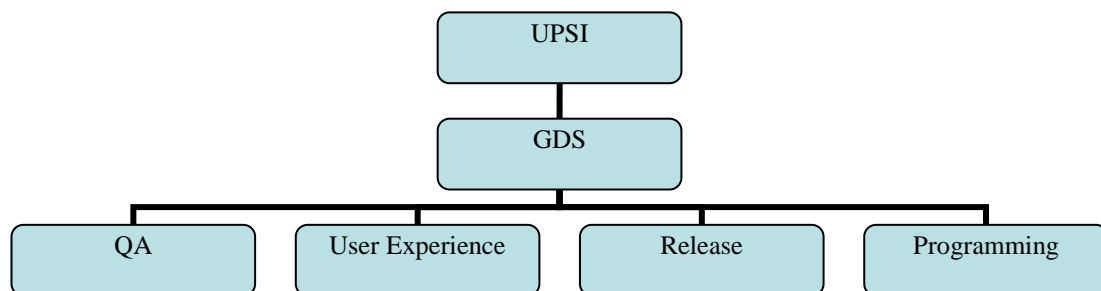 UPSI
GDS
QA
User Experience
Release
Programming